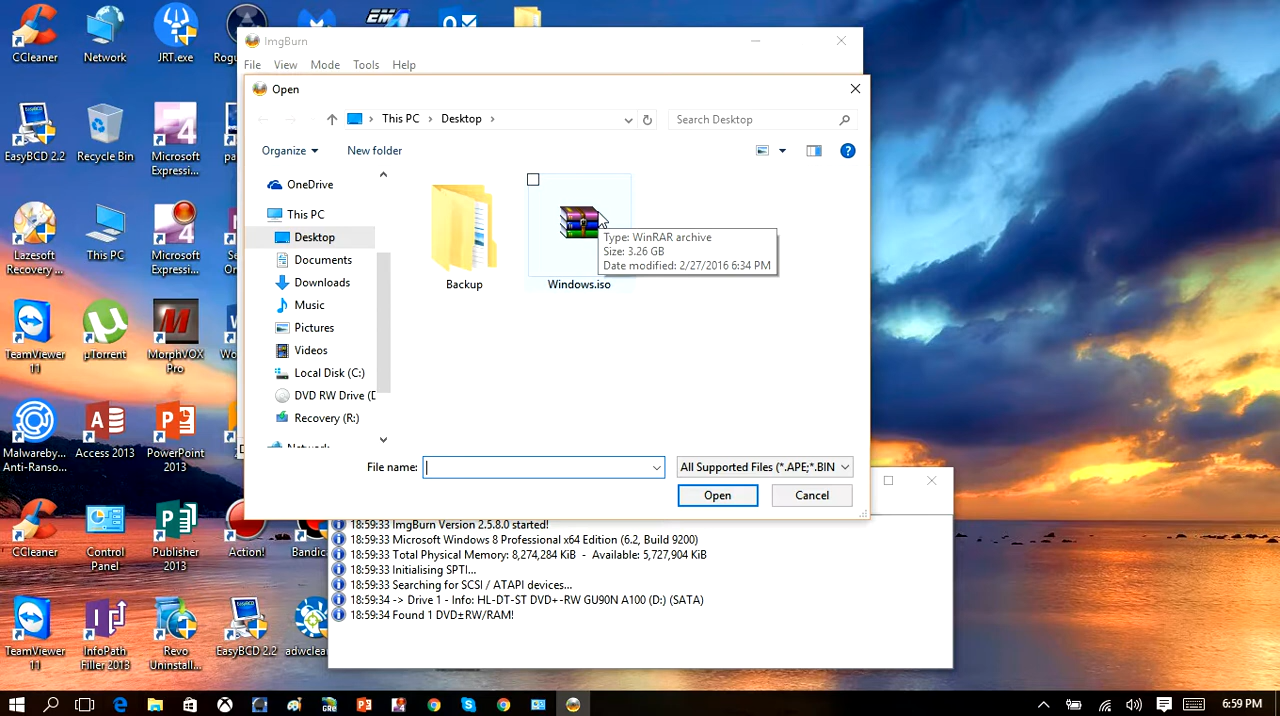 CCleaner
Network
JRT.exe
Rogu
ImgBurn
File View Mode Tools Help
Open
This PC > Desktop >
Search Desktop
Organize
New folder
OneDrive
This PC
Desktop
Documents
Downloads
Music
Pictures
Videos
Local Disk (C:)
DVD RW Drive (D
Recovery (R:)
Network
Backup
Windows.iso
Type: WinRAR archive
Size: 3.26 GB
Date modified: 2/27/2016 6:34 PM
File name:
All Supported Files (*.APE;*.BIN
Open
Cancel
EasyBCD 2.2
Recycle Bin
Microsoft
Expressi...
pa
Lazesoft
Recovery ...
This PC
Microsoft
Expressi...
TeamViewer
11
µTorrent
MorphVOX
Pro
Malwareby...
Anti-Ranso...
Access 2013
PowerPoint
2013
CCleaner
Control
Panel
Publisher
2013
Action!
Bandic
TeamViewer
11
InfoPath
Filler 2013
Revo
Uninstall...
EasyBCD 2.2
adwclea
18:59:33 ImgBurn Version 2.5.8.0 started!
18:59:33 Microsoft Windows 8 Professional x64 Edition (6.2, Build 9200)
18:59:33 Total Physical Memory: 8,274,284 KiB - Available: 5,727,904 KiB
18:59:33 Initialising SPTI...
18:59:33 Searching for SCSI / ATAPI devices...
18:59:34 -> Drive 1 - Info: HL-DT-ST DVD+-RW GU90N A100 (D:) (SATA)
18:59:34 Found 1 DVD±RW/RAM!
6:59 PM